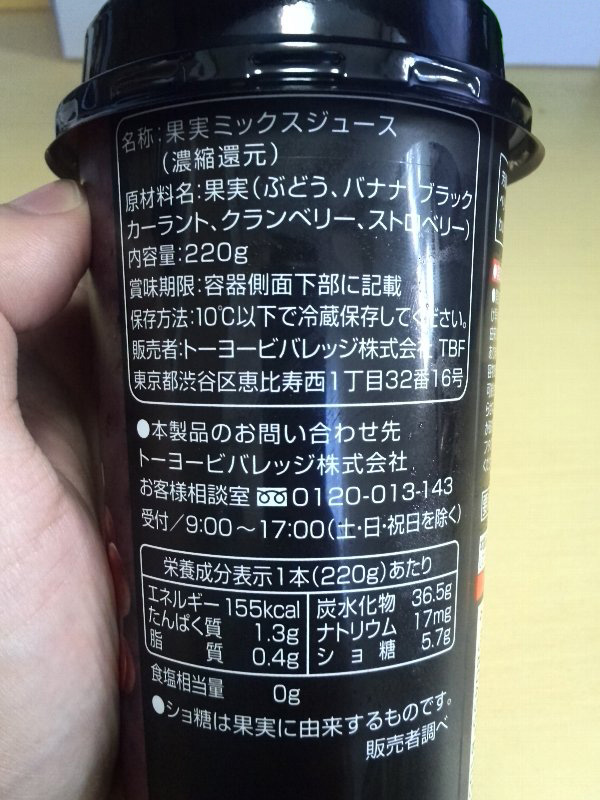 名称：果実ミックスジュース
（濃縮還元）
原材料名：果実（ぶどう、バナナ、ブラック
カーラント、クランベリー、ストロベリー）
内容量：220g
賞味期限：容器側面下部に記載
保存方法：10℃以下で冷蔵保存してください。
販売者：トーヨービバレッジ株式会社 TBF
東京都渋谷区恵比寿西1丁目32番16号
●本製品のお問い合わせ先
トーヨービバレッジ株式会社
お客様相談室 0120-013-143
受付／9:00～17:00（土・日・祝日を除く）
栄養成分表示1本（220g）あたり
エネルギー 155kcal 炭水化物 36.5g
たんぱく質 1.3g ナトリウム 17mg
脂質 0.4g ショ糖 5.7g
食塩相当量 0g
●ショ糖は果実に由来するものです。
販売者調べ